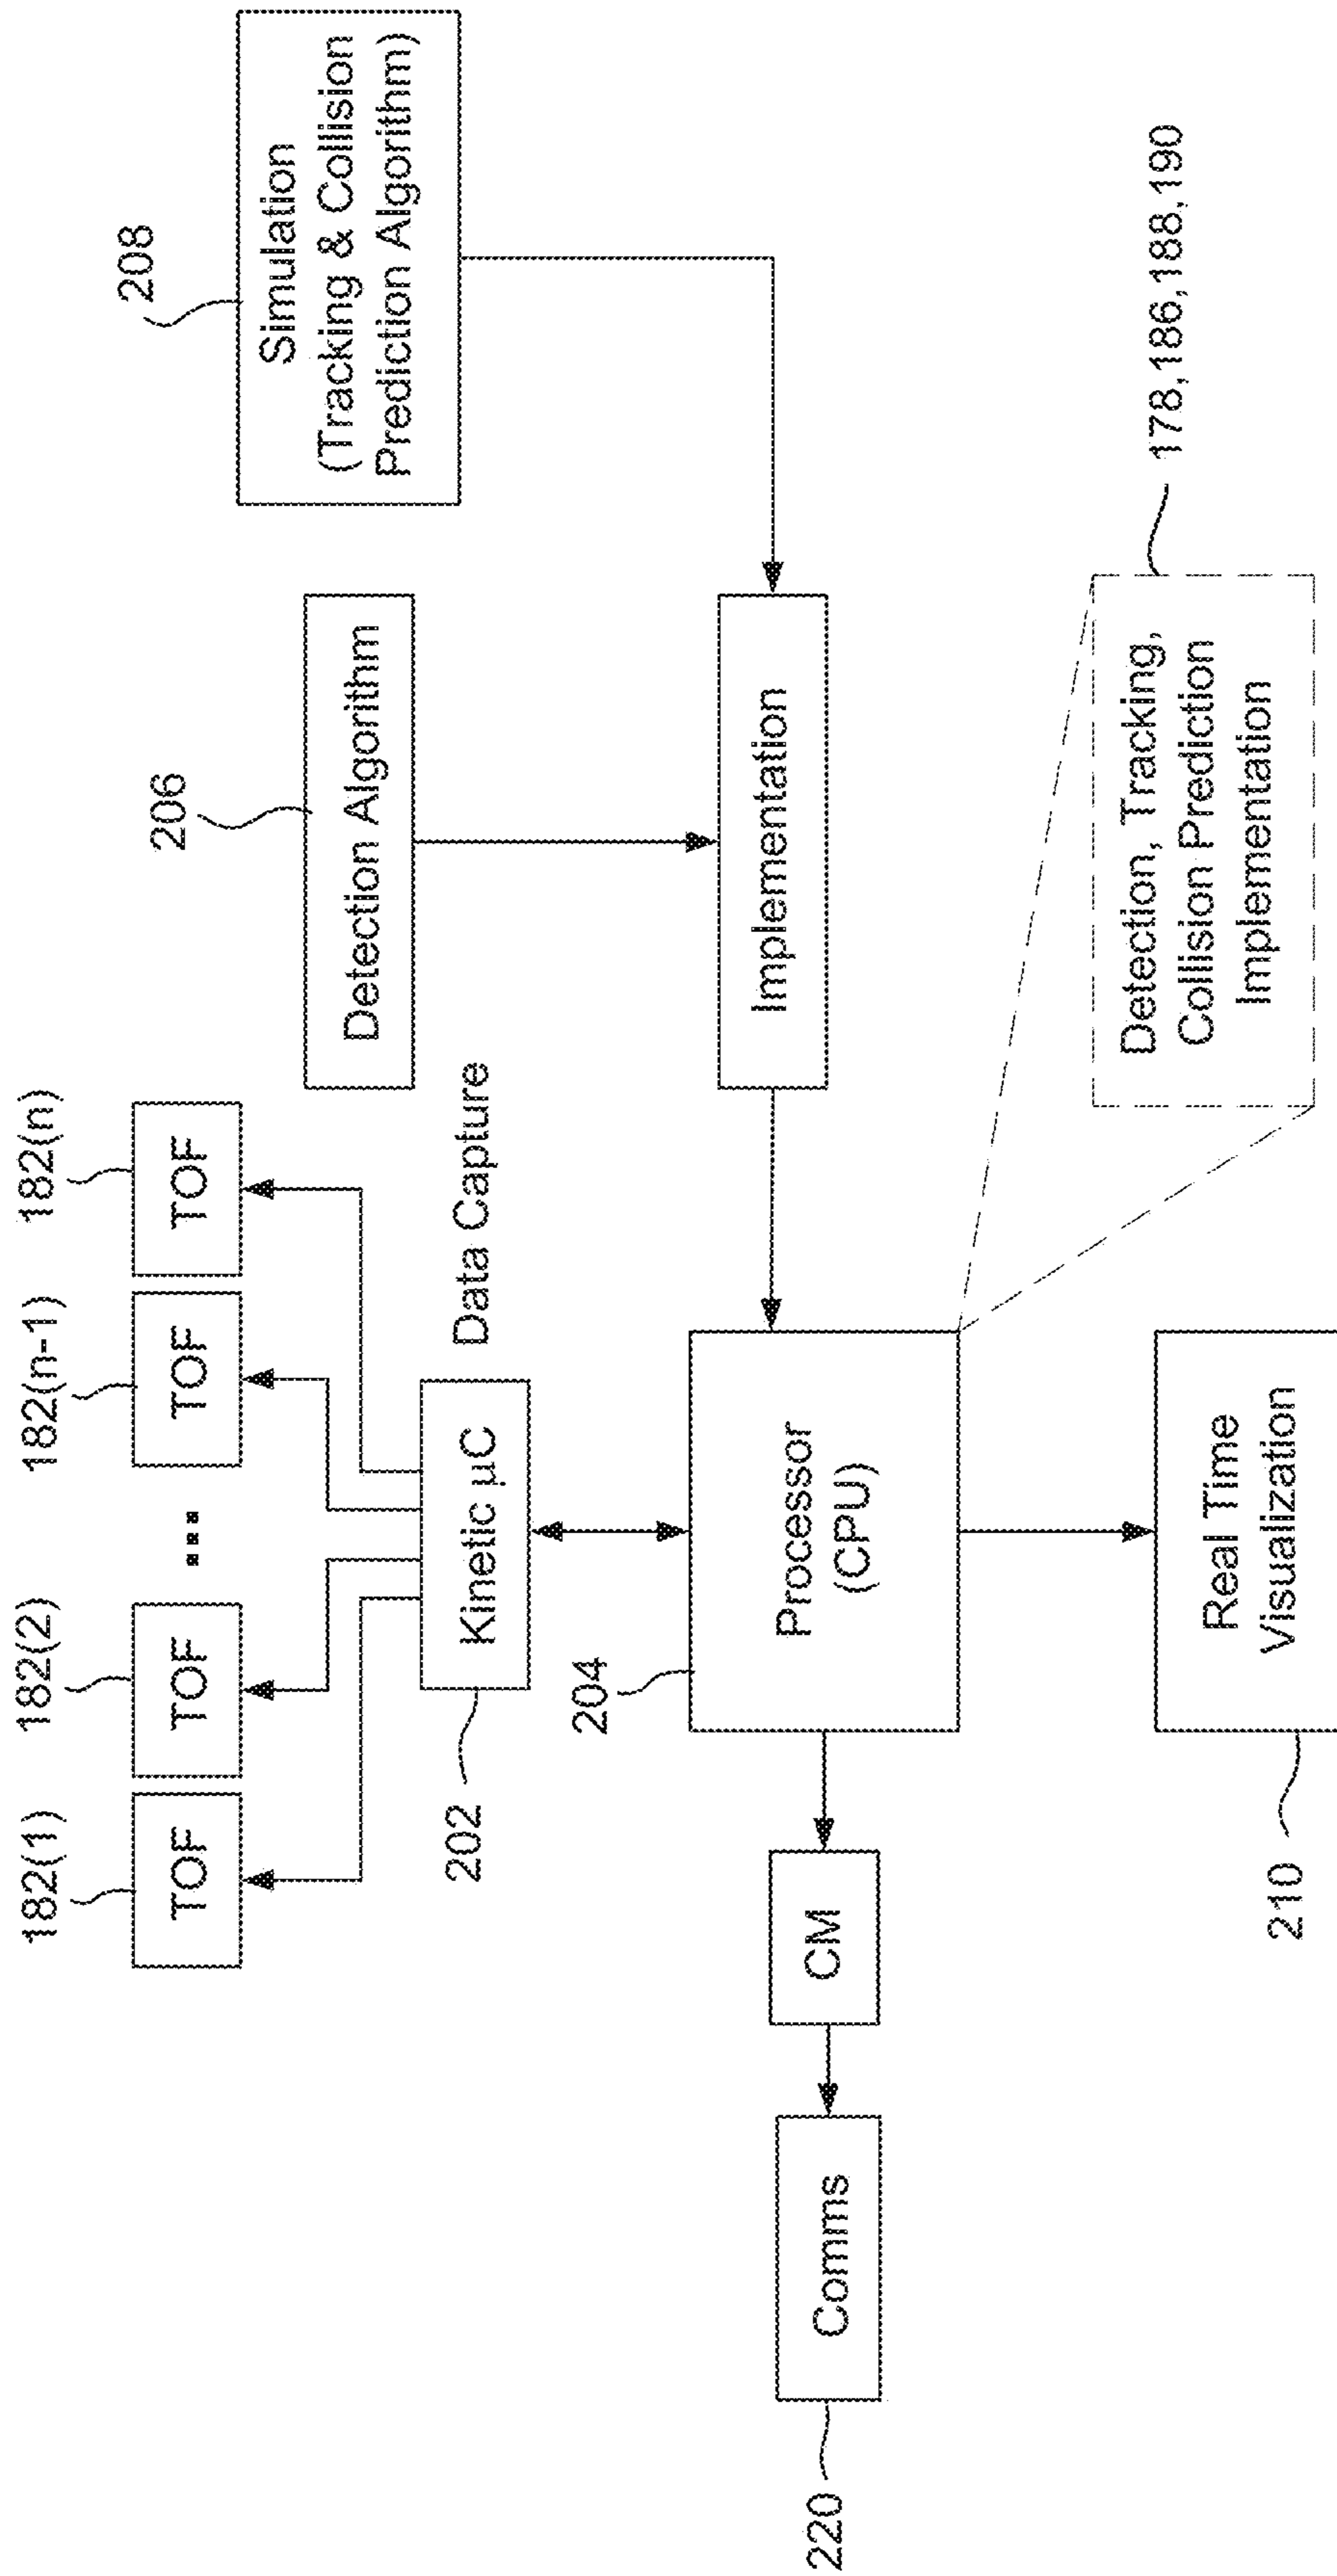 182(1)
182(2)
182(n-1)
182(n)
TOF
TOF
...
TOF
TOF
208
Simulation
(Tracking & Collision
Prediction Algorithm)
206
Detection Algorithm
202
Kinetic µC
Data Capture
204
Processor
(CPU)
Implementation
220
Comms
CM
178,186,188,190
Detection, Tracking,
Collision Prediction
Implementation
210
Real Time
Visualization